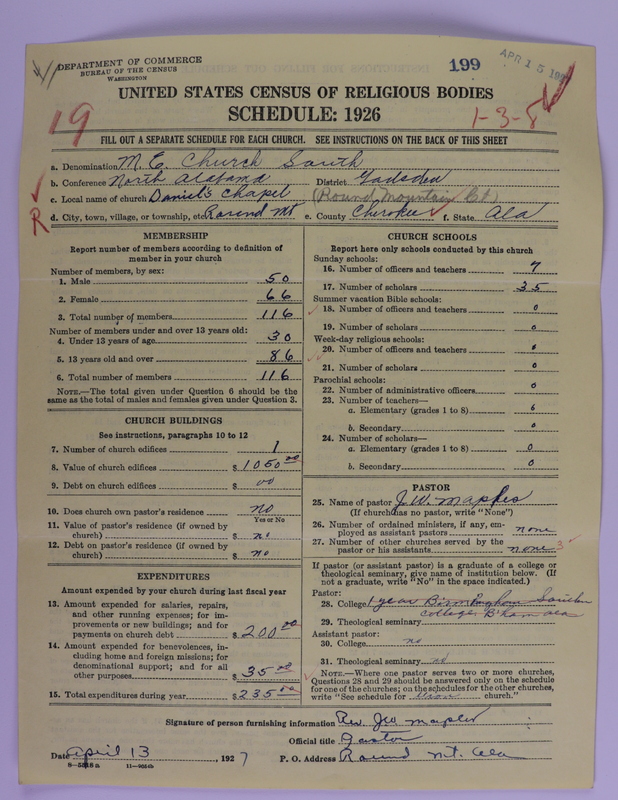 DEPARTMENT OF COMMERCE
BUREAU OF THE CENSUS
WASHINGTON
199
APR 15 192
UNITED STATES CENSUS OF RELIGIOUS BODIES
SCHEDULE: 1926
19
1-3-8
FILL OUT A SEPARATE SCHEDULE FOR EACH CHURCH. SEE INSTRUCTIONS ON THE BACK OF THIS SHEET
a. Denomination M.E. Church South
b. Conference North Alabama District Gadsden
c. Local name of church Daniel's Chapel (Round Mountain Ct)
R
d. City, town, village, or township, etc. Round Mt e. County Cherokee f. State Ala
MEMBERSHIP
Report number of members according to definition of
member in your church
Number of members, by sex:
1. Male 50
2. Female 66
3. Total number of members 116
Number of members under and over 13 years old:
4. Under 13 years of age 30
5. 13 years old and over 86
6. Total number of members 116
NOTE.—The total given under Question 6 should be the
same as the total of males and females given under Question 3.
CHURCH BUILDINGS
See instructions, paragraphs 10 to 12
7. Number of church edifices 1
8. Value of church edifices $ 1050 00
9. Debt on church edifices $ 00
10. Does church own pastor's residence no
Yes or No
11. Value of pastor's residence (if owned by
church) $ no
12. Debt on pastor's residence (if owned by
church) $ no
EXPENDITURES
Amount expended by your church during last fiscal year
13. Amount expended for salaries, repairs,
and other running expenses; for im-
provements or new buildings; and for
payments on church debt $ 200 00
14. Amount expended for benevolences, in-
cluding home and foreign missions; for
denominational support; and for all
other purposes $ 35 00
15. Total expenditures during year $ 235 00
CHURCH SCHOOLS
Report here only schools conducted by this church
Sunday schools:
16. Number of officers and teachers 7
17. Number of scholars 35
Summer vacation Bible schools:
18. Number of officers and teachers 0
19. Number of scholars 0
Week-day religious schools:
20. Number of officers and teachers 0
21. Number of scholars 0
Parochial schools:
22. Number of administrative officers 0
23. Number of teachers—
a. Elementary (grades 1 to 8) 0
b. Secondary 0
24. Number of scholars—
a. Elementary (grades 1 to 8) 0
b. Secondary 0
PASTOR
25. Name of pastor J.W. Maples
(If church has no pastor, write "None")
26. Number of ordained ministers, if any, em-
ployed as assistant pastors none
27. Number of other churches served by the
pastor or his assistants none 3
If pastor (or assistant pastor) is a graduate of a college or
theological seminary, give name of institution below. (If
not a graduate, write "No" in the space indicated.)
Pastor:
28. College 1 year Birmingham Southern
College B'ham Ala
29. Theological seminary
Assistant pastor:
30. College no
31. Theological seminary no
NOTE.—Where one pastor serves two or more churches,
Questions 28 and 29 should be answered only on the schedule
for one of the churches; on the schedules for the other churches,
write "See schedule for church."
Signature of person furnishing information Rev. JW Maples
Official title Pastor
Date April 13, 1927 P. O. Address Round Mt. Ala